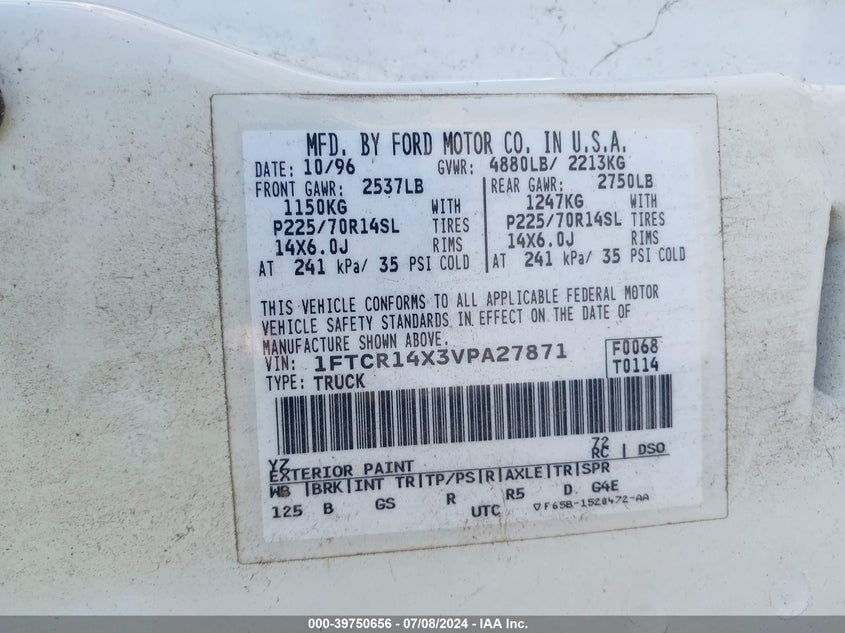 MFD. BY FORD MOTOR CO. IN U.S.A.
DATE: 10/96 GVWR: 4880LB/ 2213KG
FRONT GAWR: 2537LB REAR GAWR: 2750LB
1150KG WITH 1247KG WITH
P225/70R14SL TIRES P225/70R14SL TIRES
14X6.0J RIMS 14X6.0J RIMS
AT 241 kPa/ 35 PSI COLD AT 241 kPa/ 35 PSI COLD
THIS VEHICLE CONFORMS TO ALL APPLICABLE FEDERAL MOTOR
VEHICLE SAFETY STANDARDS IN EFFECT ON THE DATE OF
MANUFACTURE SHOWN ABOVE.
VIN: 1FTCR14X3VPA27871 F0068
TYPE: TRUCK T0114
YZ 72
EXTERIOR PAINT RC | DSO
WB |BRK|INT TR|TP/PS|R|AXLE|TR|SPR
125 B GS R R5 D G4E
UTC ▽F65B-1520472-AA
000-39750656 - 07/08/2024 - IAA Inc.